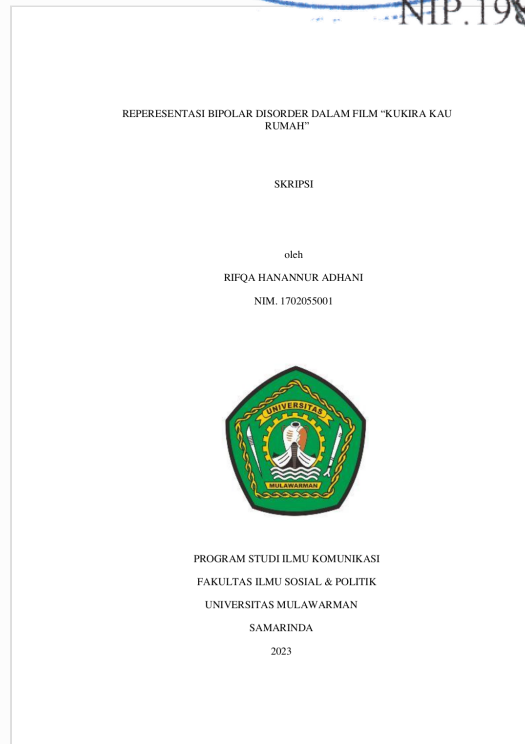 NIP.198
REPERESENTASI BIPOLAR DISORDER DALAM FILM “KUKIRA KAU
RUMAH”
SKRIPSI
oleh
RIFQA HANANNUR ADHANI
NIM. 1702055001
UNIVERSITAS
MULAWARMAN
PROGRAM STUDI ILMU KOMUNIKASI
FAKULTAS ILMU SOSIAL & POLITIK
UNIVERSITAS MULAWARMAN
SAMARINDA
2023